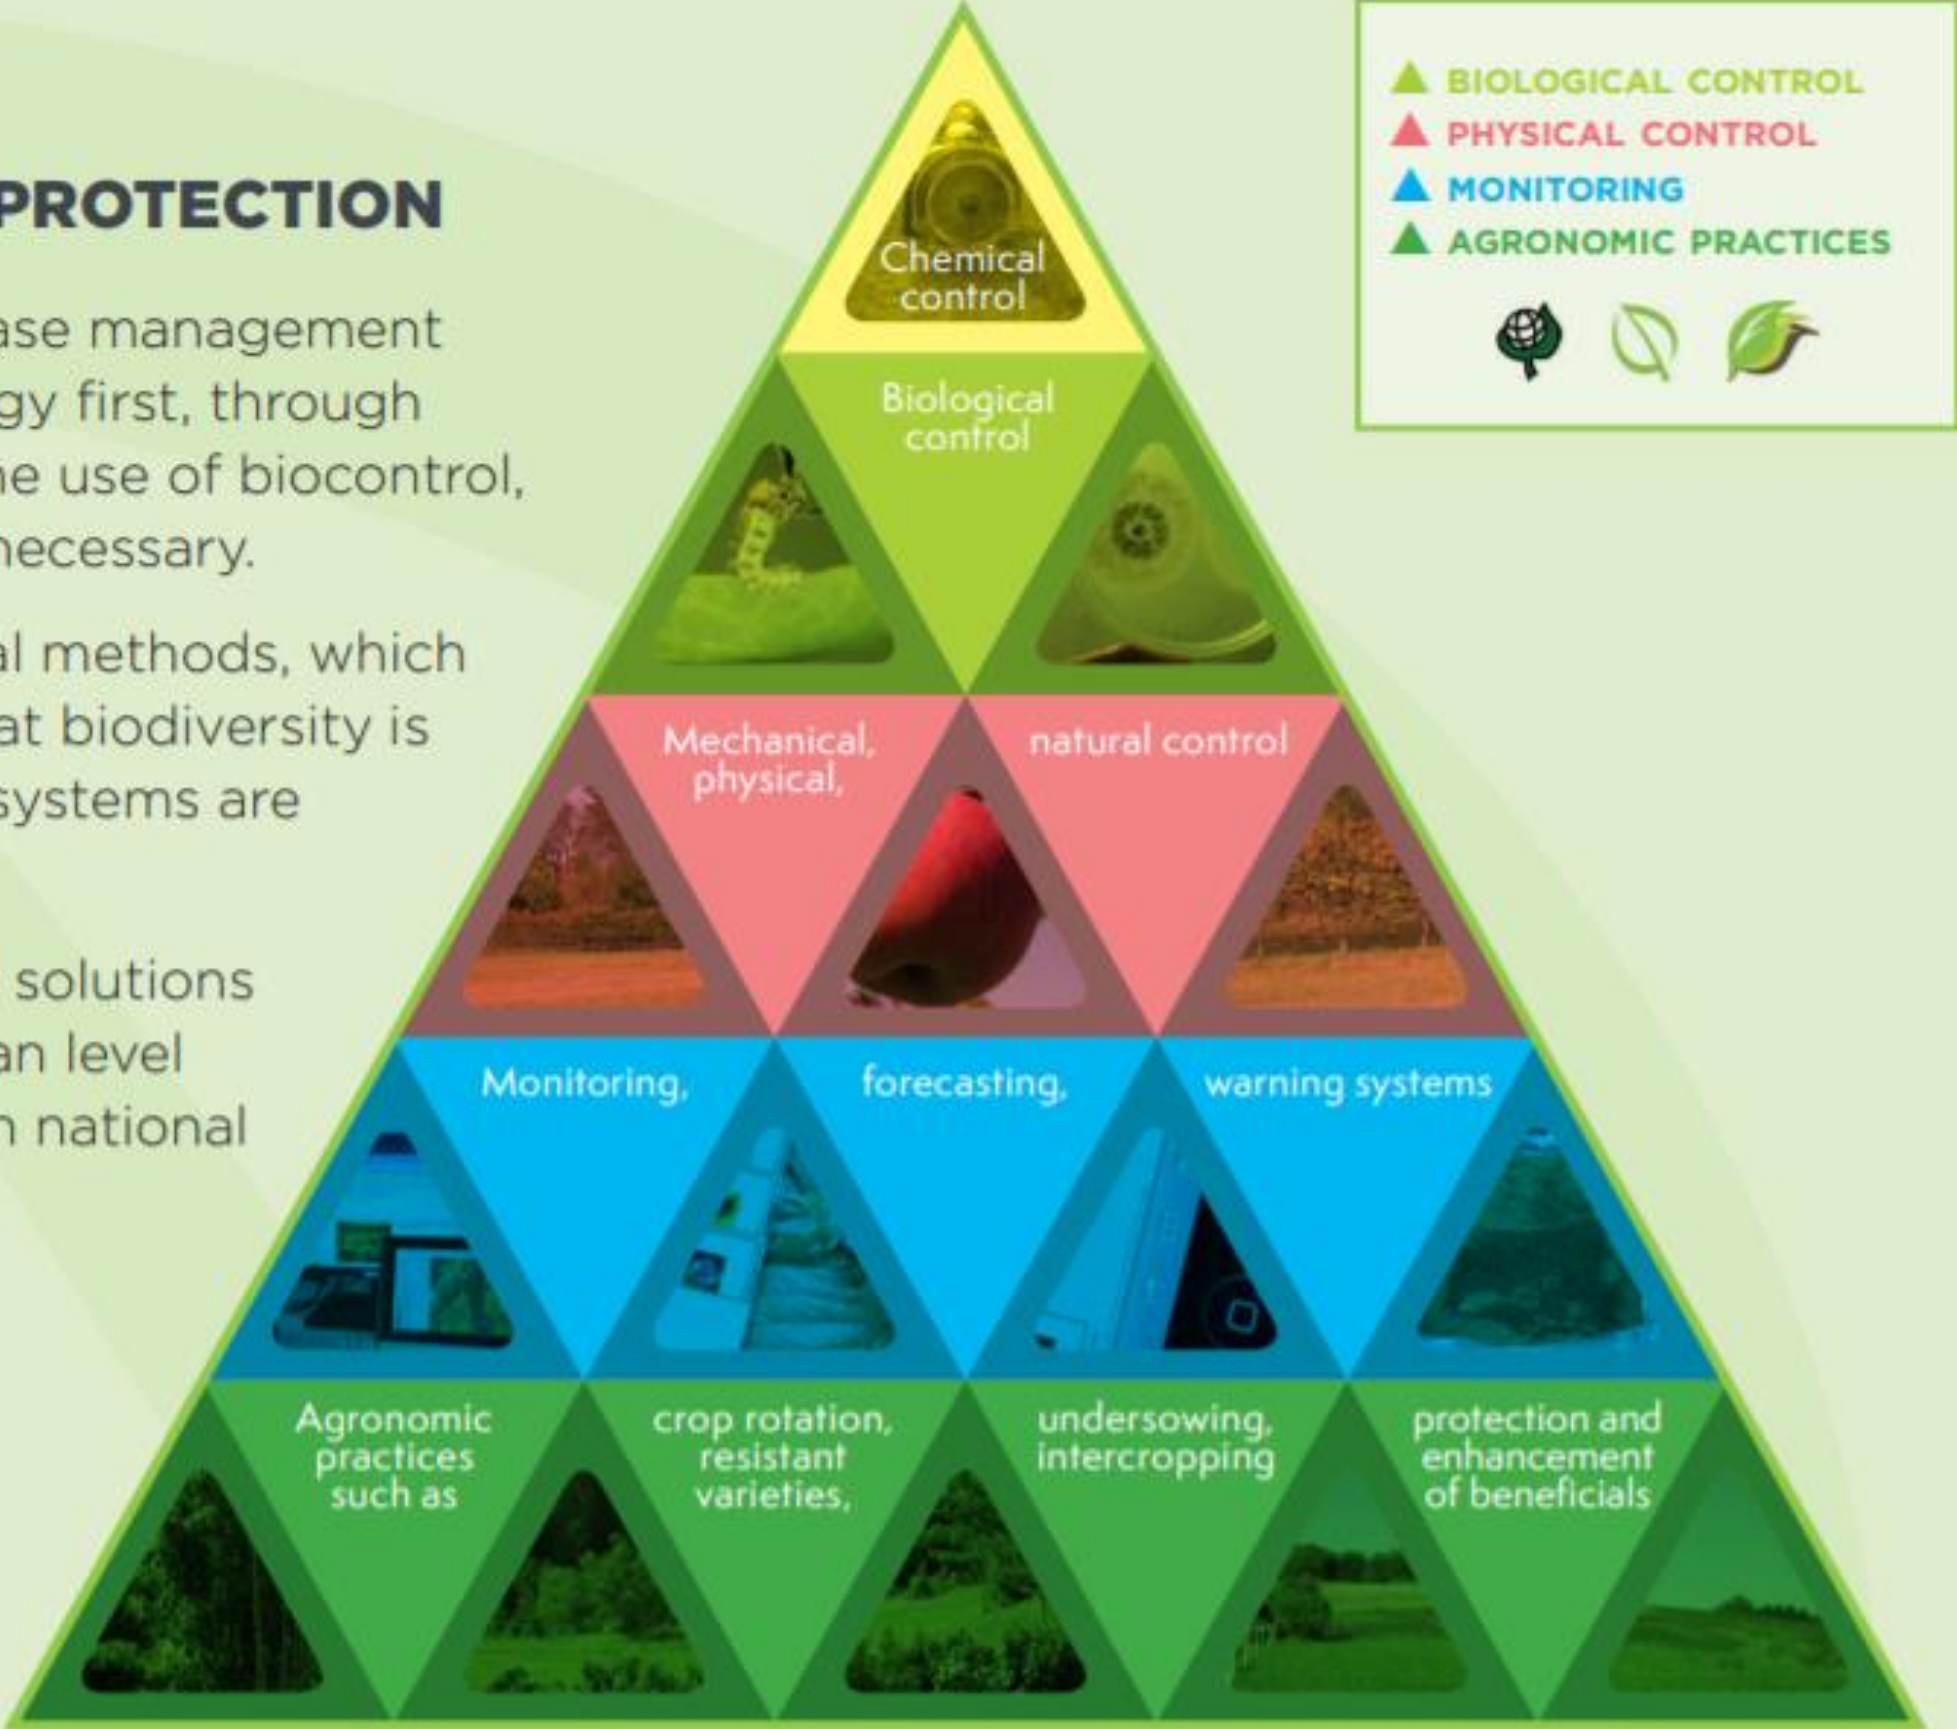 PROTECTION
ase management
gy first, through
he use of biocontrol,
necessary.
al methods, which
at biodiversity is
systems are
solutions
an level
n national
Chemical
control
Biological
control
Mechanical,
physical,
natural control
Monitoring,
forecasting,
warning systems
Agronomic
practices
such as
crop rotation,
resistant
varieties,
undersowing,
intercropping
protection and
enhancement
of beneficials
BIOLOGICAL CONTROL
PHYSICAL CONTROL
MONITORING
AGRONOMIC PRACTICES